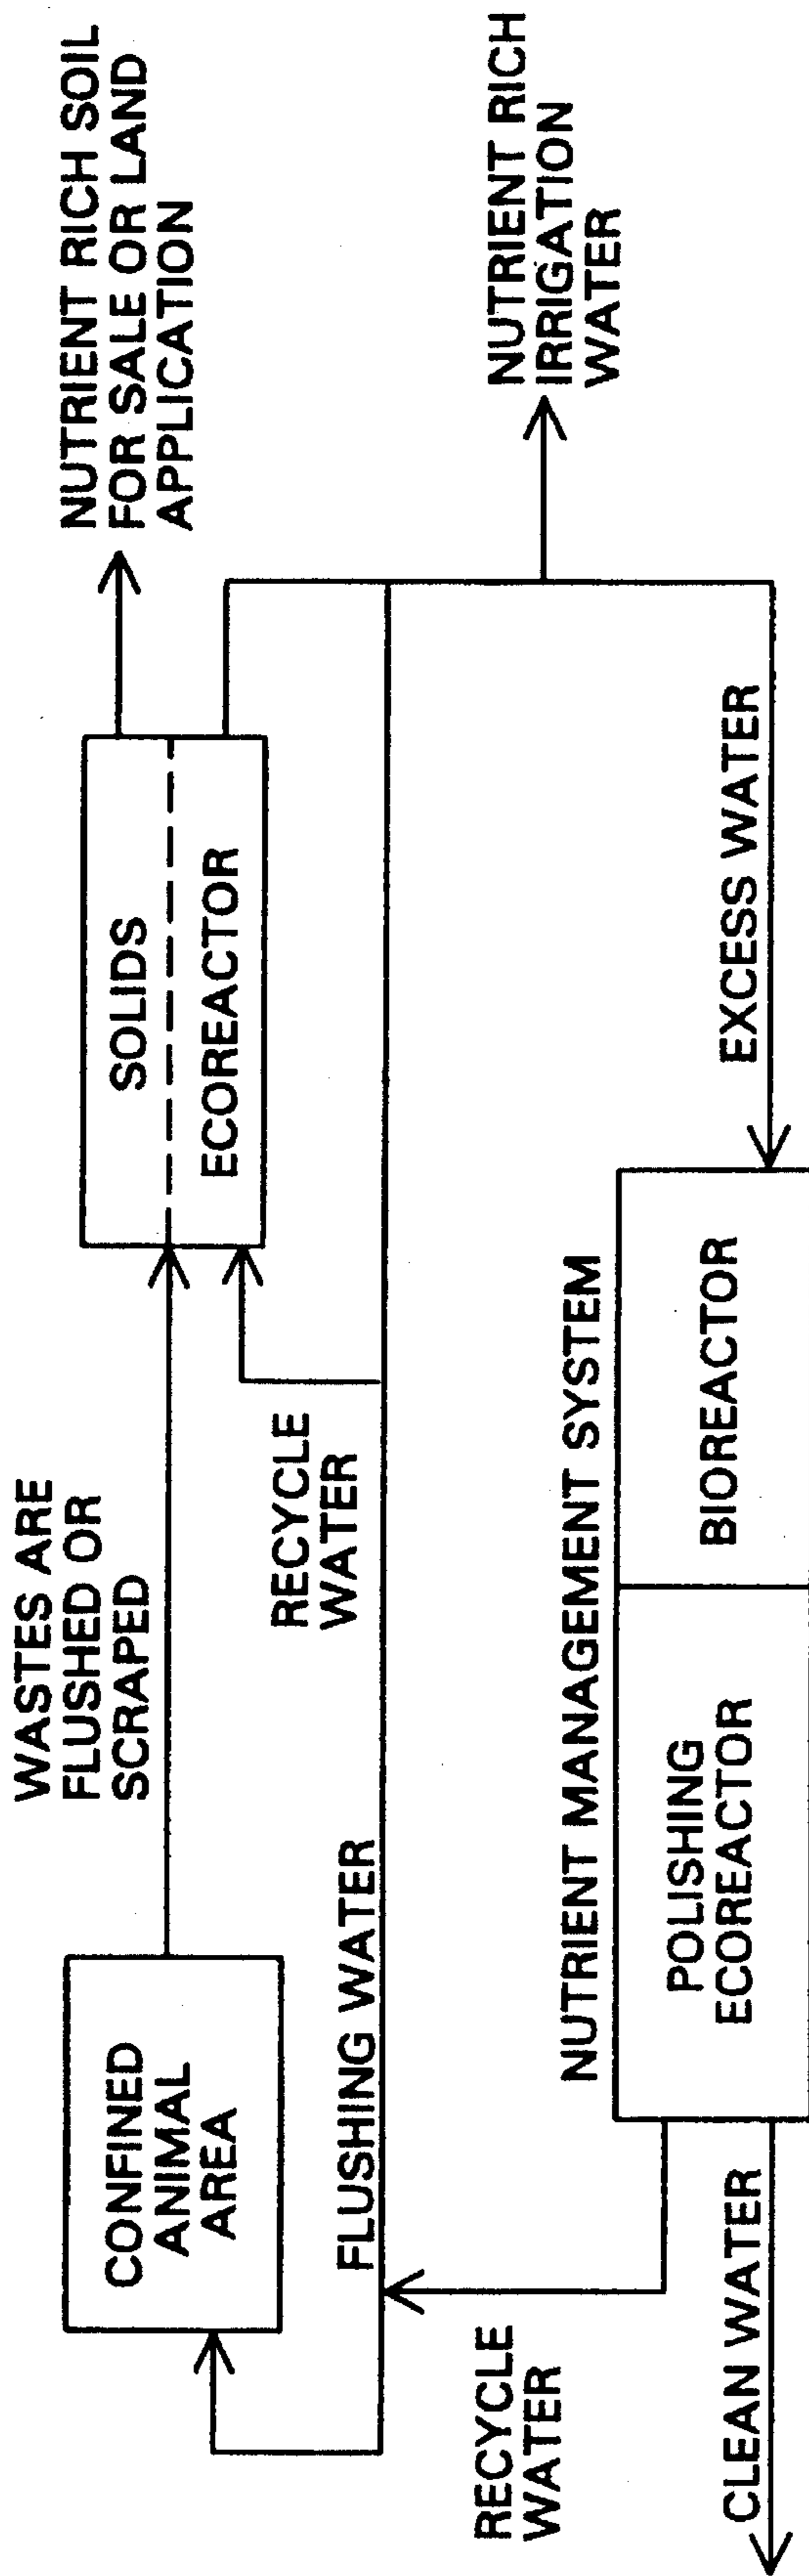 WASTES ARE
FLUSHED OR
SCRAPED
NUTRIENT RICH SOIL
FOR SALE OR LAND
APPLICATION
CONFINED
ANIMAL
AREA
SOLIDS
ECOREACTOR
RECYCLE
WATER
FLUSHING WATER
NUTRIENT RICH
IRRIGATION
WATER
RECYCLE
WATER
NUTRIENT MANAGEMENT SYSTEM
POLISHING
ECOREACTOR
BIOREACTOR
EXCESS WATER
CLEAN WATER